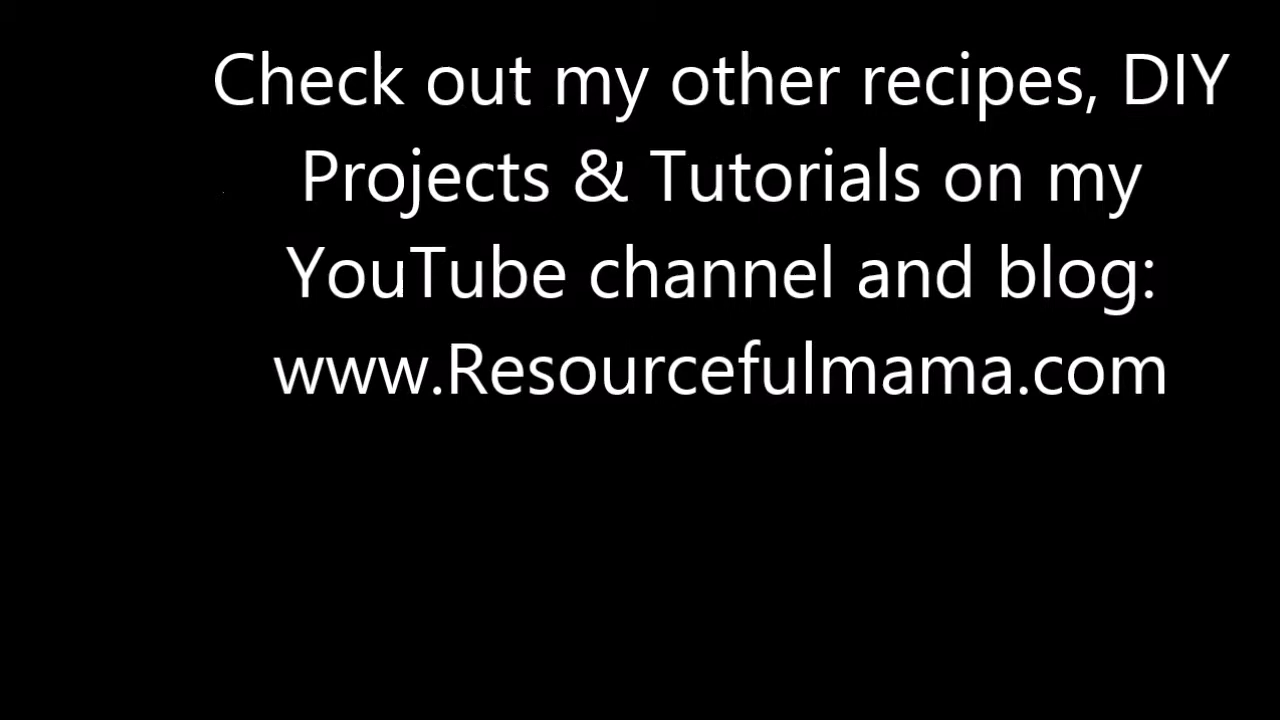 Check out my other recipes, DIY
Projects & Tutorials on my
YouTube channel and blog:
www.Resourcefulmama.com